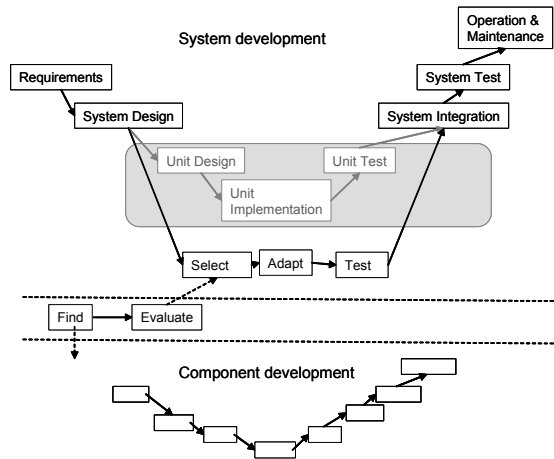 System development
Operation &
Maintenance
Requirements
System Test
System Design
System Integration
Unit Design
Unit Test
Unit
Implementation
Select
Adapt
Test
Find
Evaluate
Component development